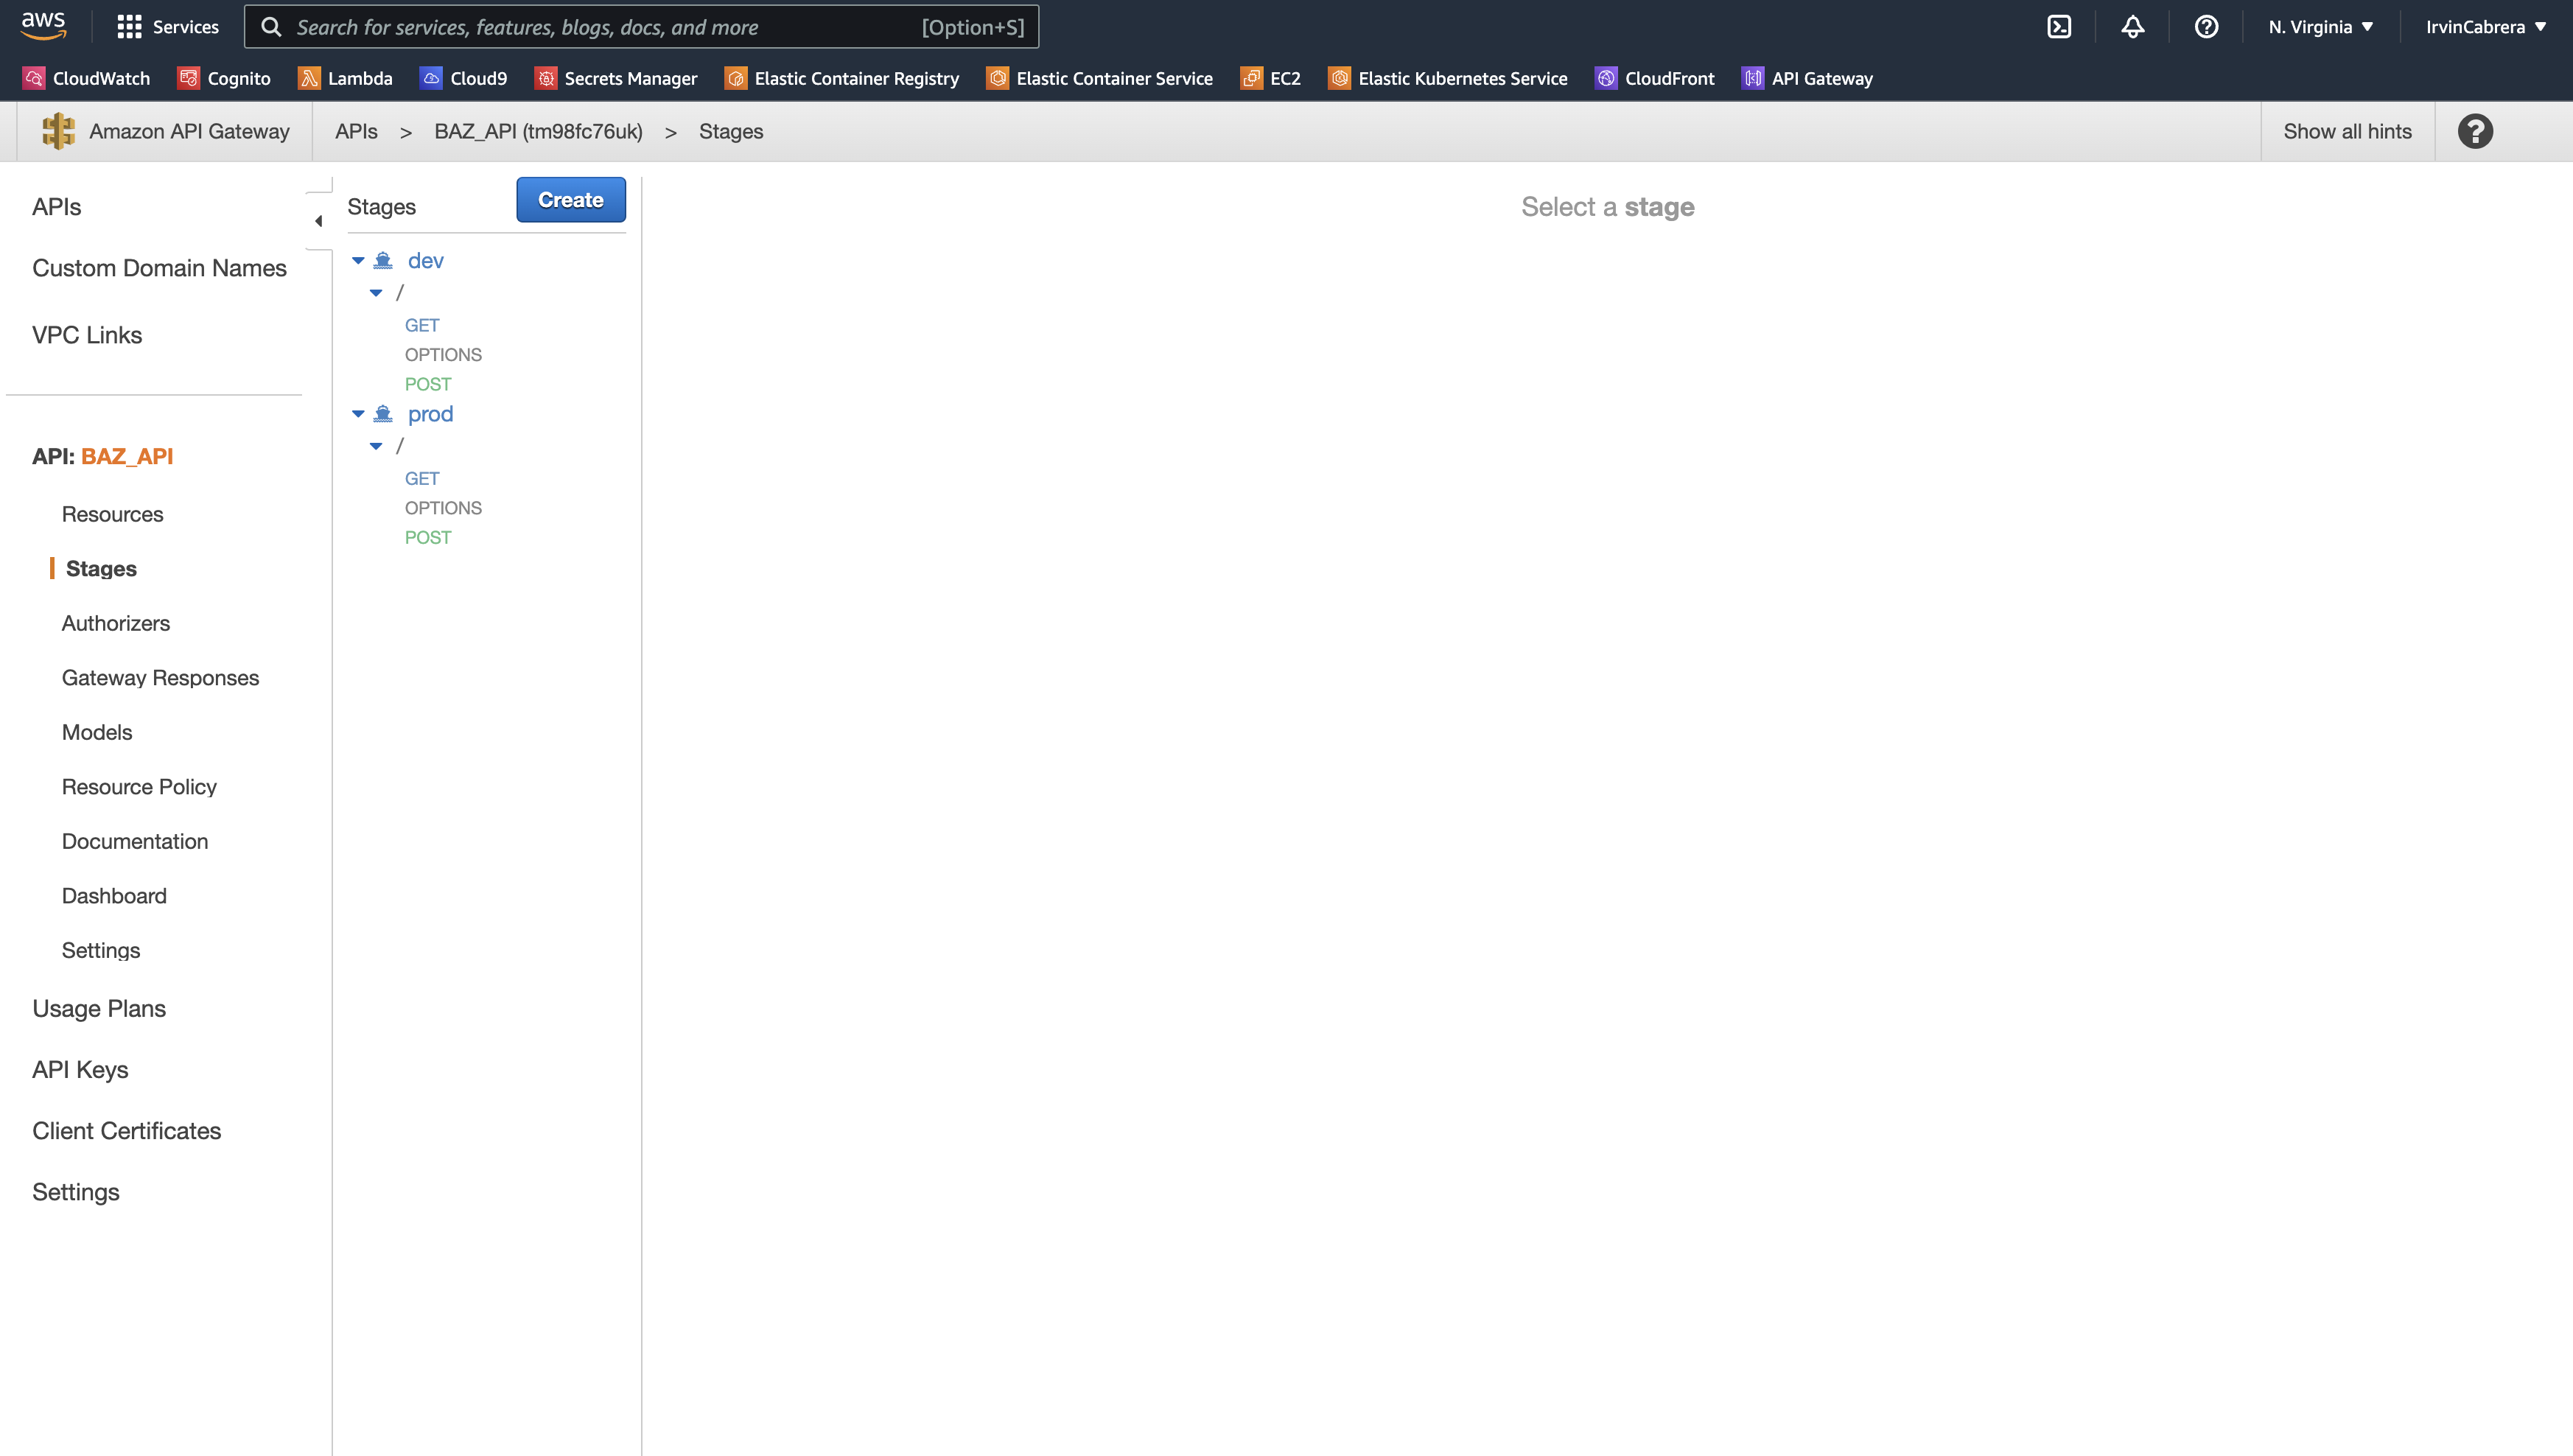 aws Services Search for services, features, blogs, docs, and more [Option+S] N. Virginia IrvinCabrera
CloudWatch Cognito Lambda Cloud9 Secrets Manager Elastic Container Registry Elastic Container Service EC2 Elastic Kubernetes Service CloudFront API Gateway
Amazon API Gateway APIs > BAZ_API (tm98fc76uk) > Stages Show all hints ?
APIs
Custom Domain Names
VPC Links
API: BAZ_API
Resources
Stages
Authorizers
Gateway Responses
Models
Resource Policy
Documentation
Dashboard
Settings
Usage Plans
API Keys
Client Certificates
Settings
Stages Create
dev
/
GET
OPTIONS
POST
prod
/
GET
OPTIONS
POST
Select a stage